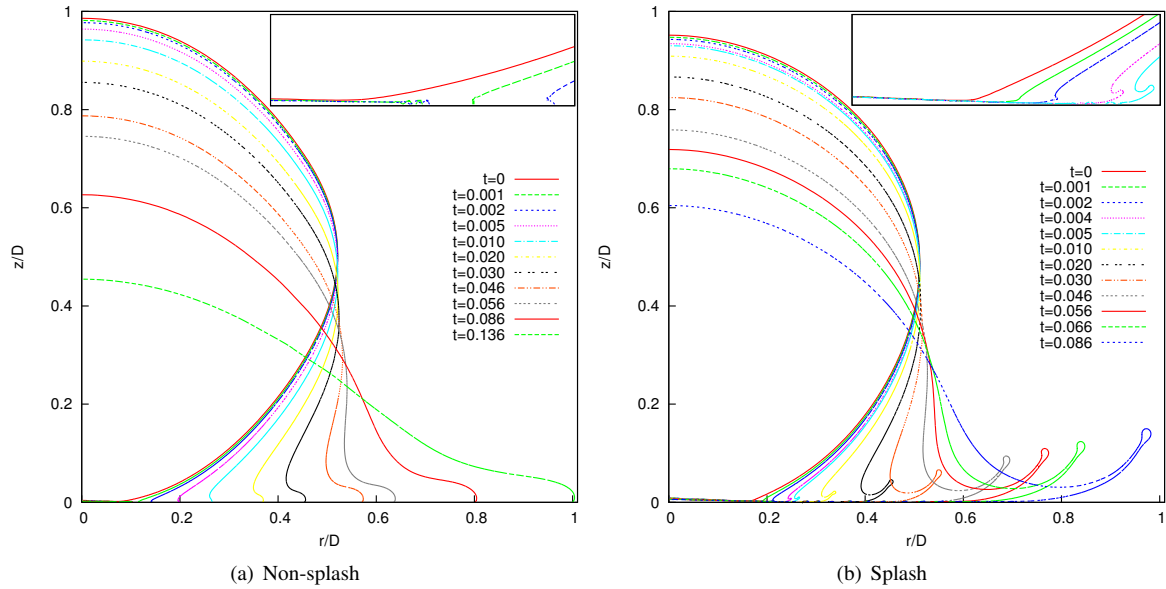 1
0.8
0.6
0.4
0.2
0
z/D
0 0.2 0.4 0.6 0.8 1
r/D
t=0
t=0.001
t=0.002
t=0.005
t=0.010
t=0.020
t=0.030
t=0.046
t=0.056
t=0.086
t=0.136
(a) Non-splash
1
0.8
0.6
0.4
0.2
0
z/D
0 0.2 0.4 0.6 0.8 1
r/D
t=0
t=0.001
t=0.002
t=0.004
t=0.005
t=0.010
t=0.020
t=0.030
t=0.046
t=0.056
t=0.066
t=0.086
(b) Splash